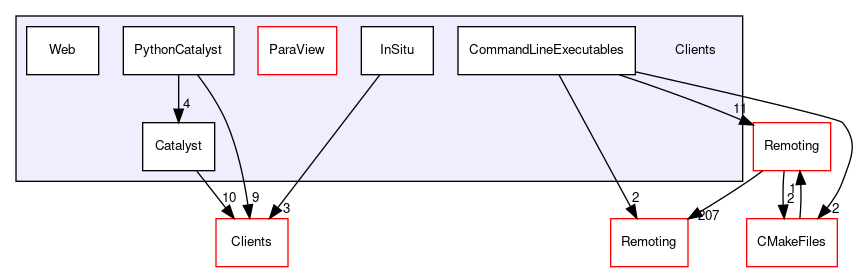 Web
PythonCatalyst
ParaView
InSitu
CommandLineExecutables
Clients
4
11
Catalyst
Remoting
10
9
3
2
207
2
1
2
Clients
Remoting
CMakeFiles